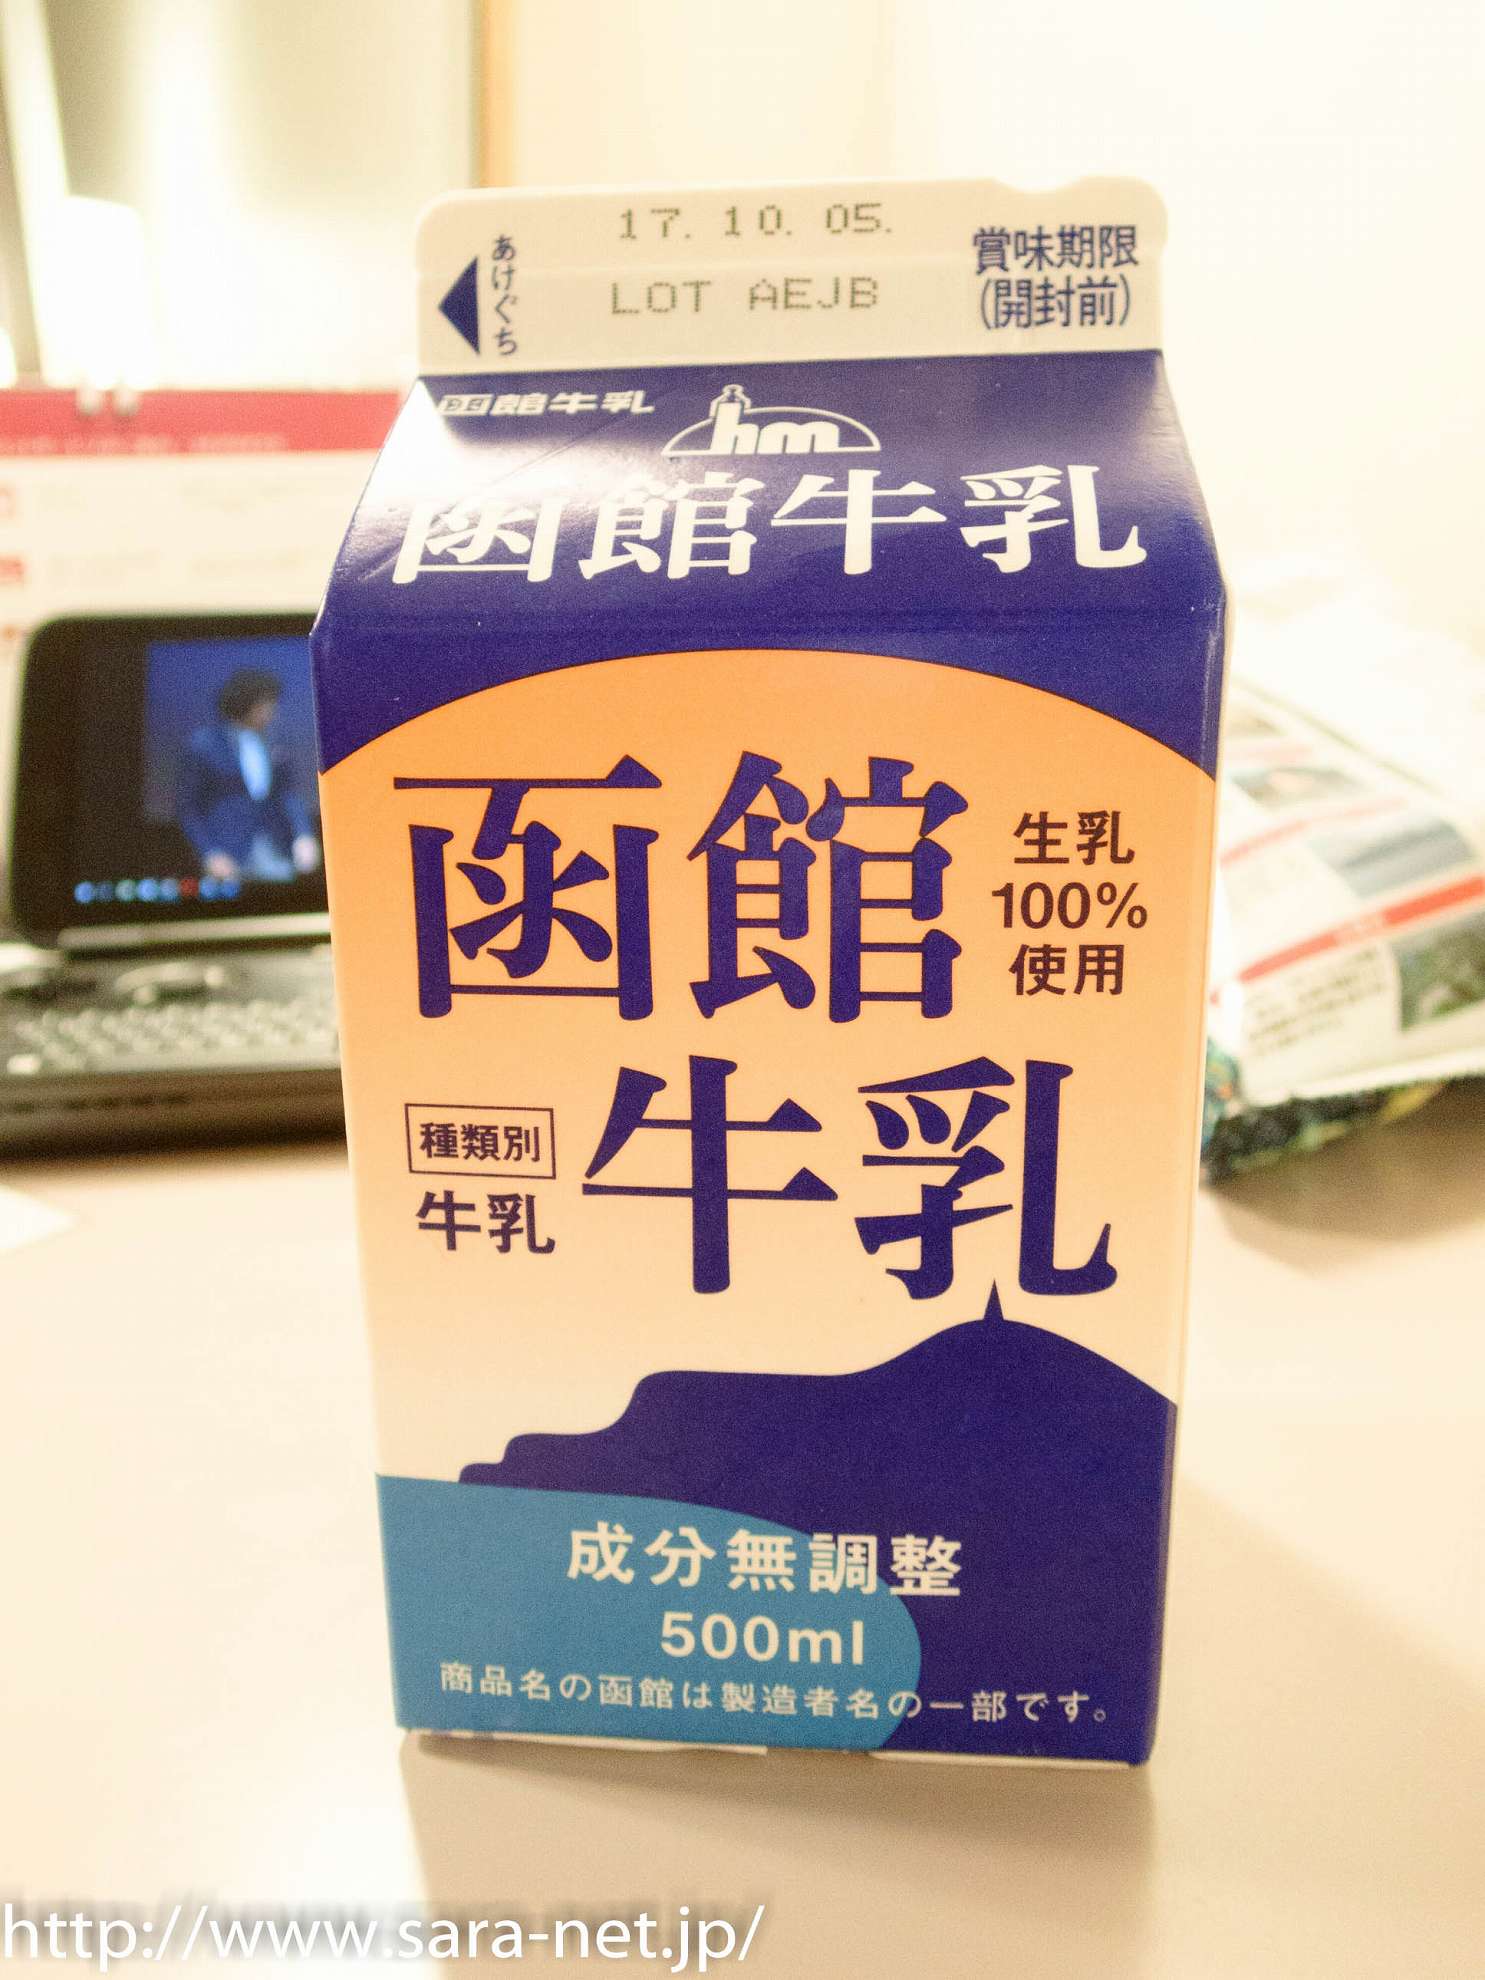 17. 10. 05.
LOT AEJB
あけぐち
賞味期限
(開封前)
函館牛乳
hm
函館牛乳
函館
牛乳
生乳
100%
使用
種類別
牛乳
成分無調整
500ml
商品名の函館は製造者名の一部です。
http://www.sara-net.jp/